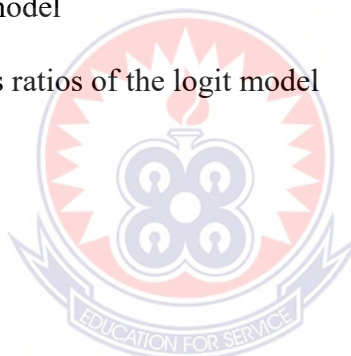 model
s ratios of the logit model
EDUCATION FOR SERVICE